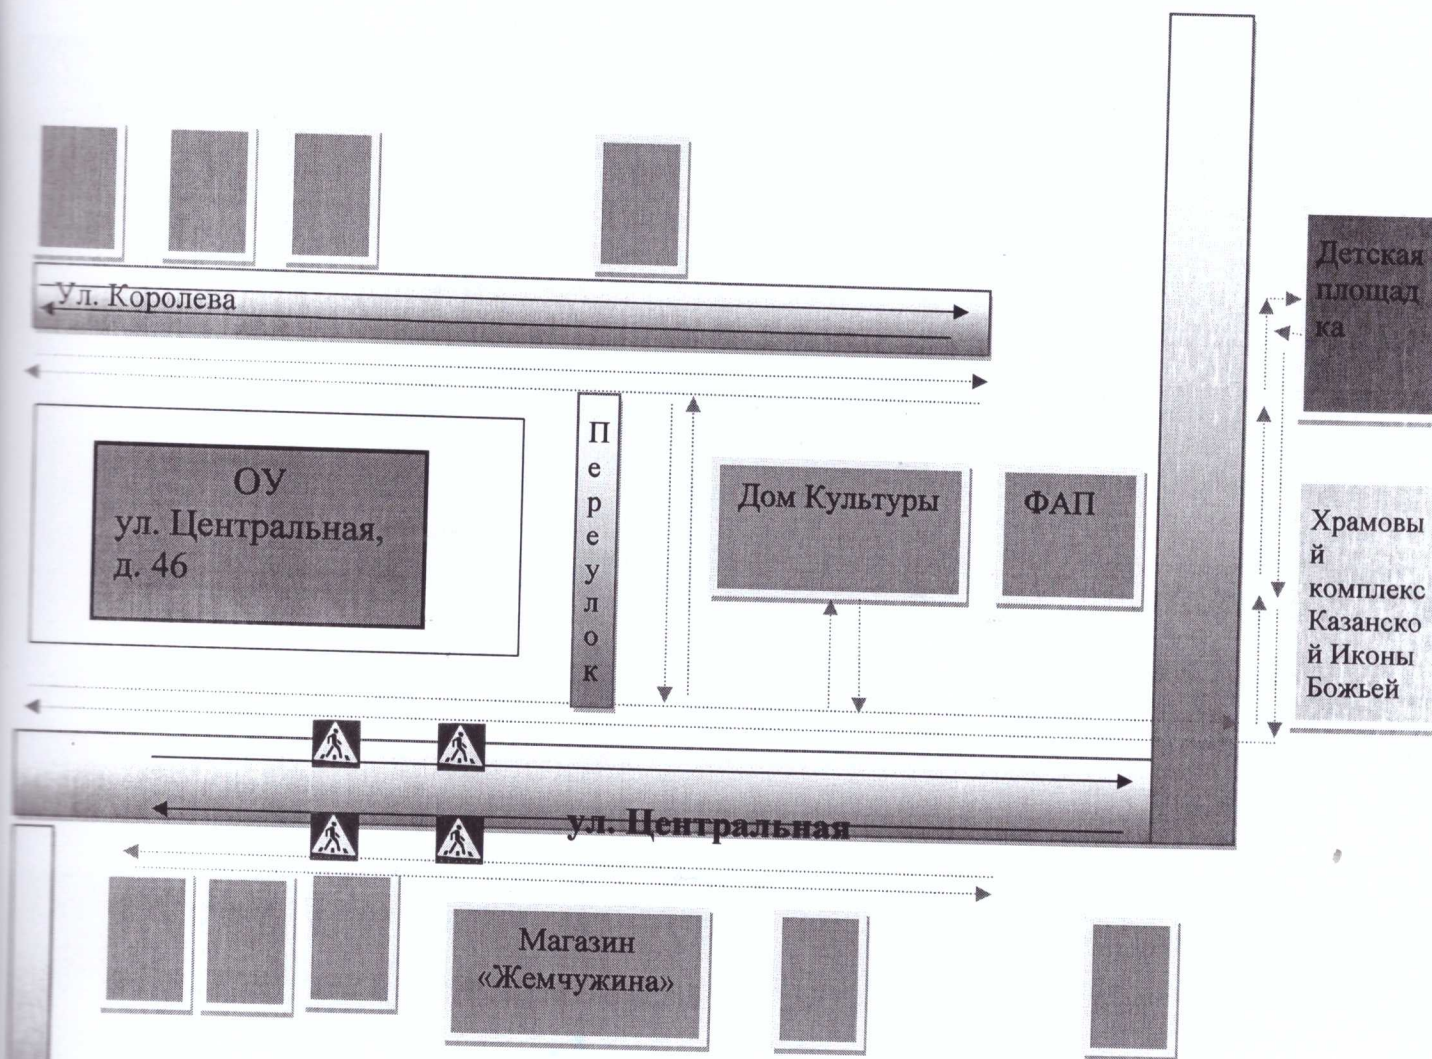 Ул. Королева
Детская
площад
ка
П
е
р
е
у
л
о
к
ОУ
ул. Центральная,
д. 46
Дом Культуры
ФАП
Храмовы
й
комплекс
Казанско
й Иконы
Божьей
ул. Центральная
Магазин
«Жемчужина»